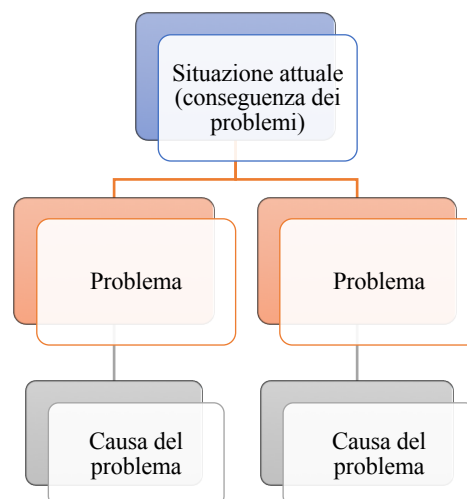 Situazione attuale
(conseguenza dei
problemi)
Problema
Problema
Causa del
problema
Causa del
problema